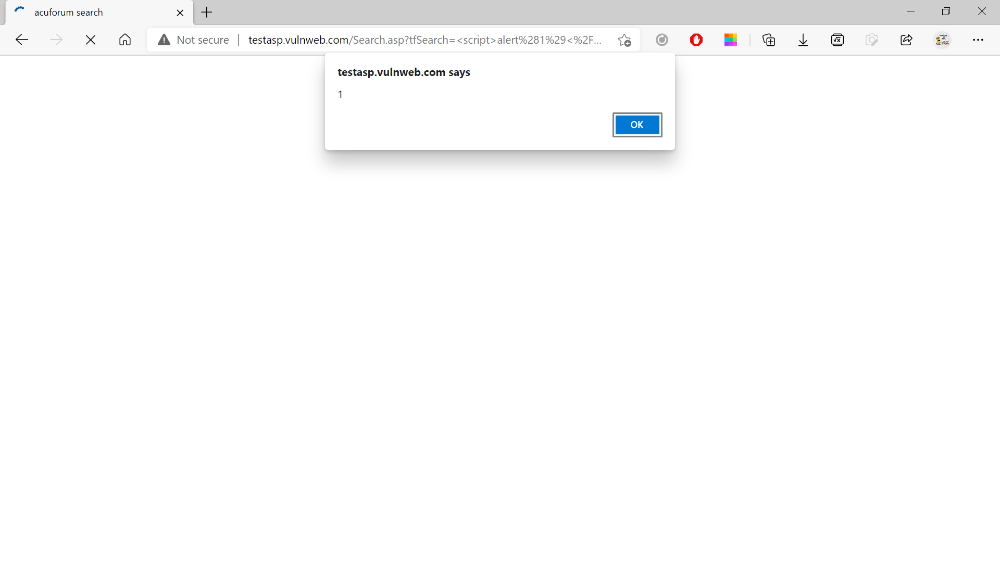 acuforum search
Not secure
testasp.vulnweb.com/Search.asp?tfSearch=<script>alert%281%29<%2F...
testasp.vulnweb.com says
1
OK